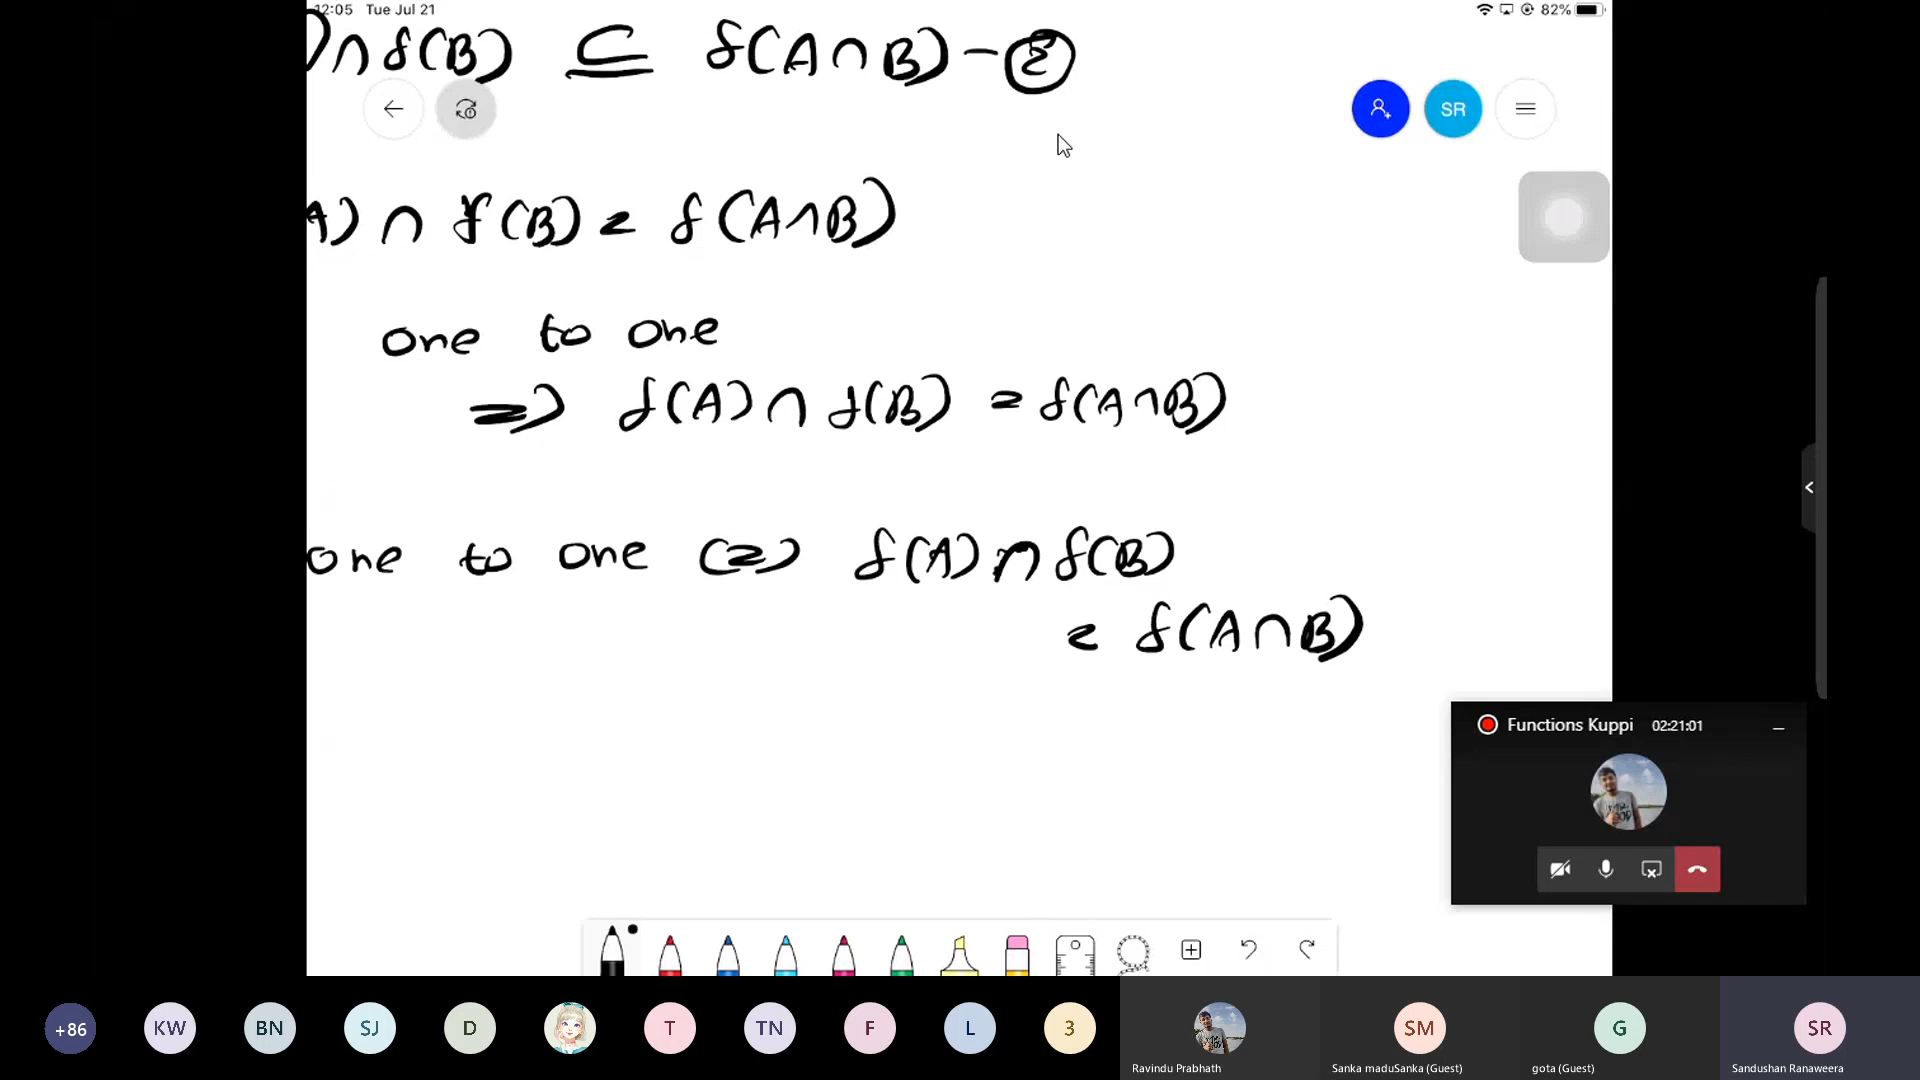 12:05 Tue Jul 21 82%
) ∩ f(B) ⊆ f(A∩B) – ②
SR
A) ∩ f(B) = f(A∩B)
one to one
⇒ f(A) ∩ f(B) = f(A∩B)
one to one ⇔ f(A) ∩ f(B)
= f(A∩B)
Functions Kuppi 02:21:01
+86 KW BN SJ D T TN F L 3 SM G SR
Ravindu Prabhath Sanka maduSanka (Guest) gota (Guest) Sandushan Ranaweera